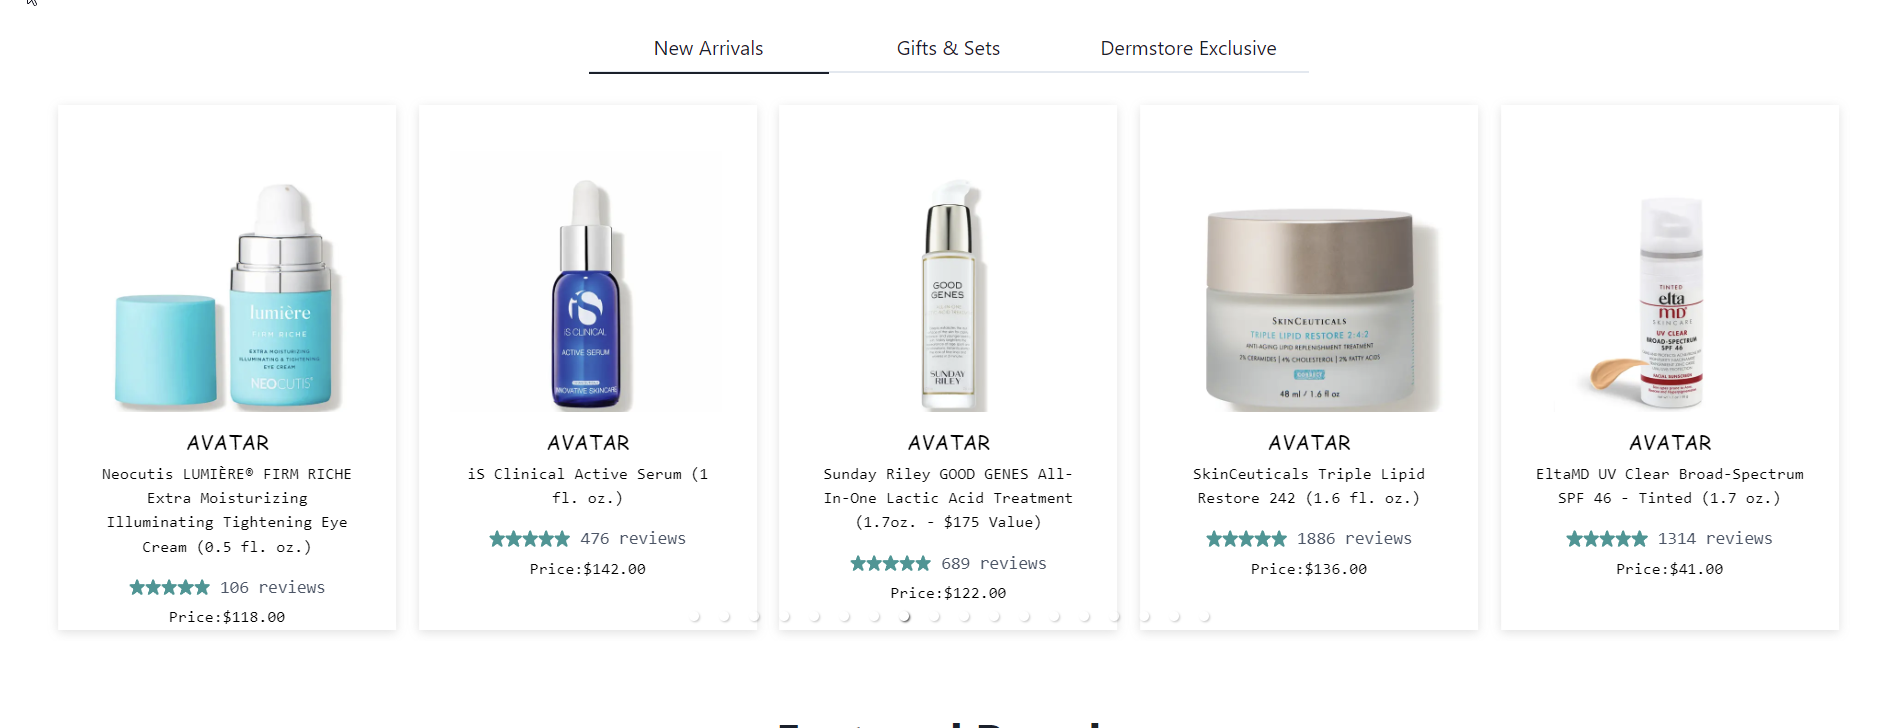 New Arrivals
Gifts & Sets
Dermstore Exclusive
lumière
FIRM RICHE
EXTRA MOISTURIZING
ILLUMINATING & TIGHTENING
EYE CREAM
NEOCUTIS
AVATAR
Neocutis LUMIÈRE® FIRM RICHE
Extra Moisturizing
Illuminating Tightening Eye
Cream (0.5 fl. oz.)
106 reviews
Price:$118.00
iS
iS CLINICAL
ACTIVE SERUM
INNOVATIVE SKINCARE
AVATAR
iS Clinical Active Serum (1
fl. oz.)
476 reviews
Price:$142.00
GOOD
GENES
SUNDAY
RILEY
AVATAR
Sunday Riley GOOD GENES All-
In-One Lactic Acid Treatment
(1.7oz. - $175 Value)
689 reviews
Price:$122.00
SKINCEUTICALS
TRIPLE LIPID RESTORE 2:4:2
ANTI-AGING LIPID REPLENISHMENT TREATMENT
2% CERAMIDES | 4% CHOLESTEROL | 2% FATTY ACIDS
CORRECT
48 ml / 1.6 fl oz
AVATAR
SkinCeuticals Triple Lipid
Restore 242 (1.6 fl. oz.)
1886 reviews
Price:$136.00
TINTED
elta
MD
SKINCARE
UV CLEAR
BROAD-SPECTRUM
SPF 46
FACIAL SUNSCREEN
AVATAR
EltaMD UV Clear Broad-Spectrum
SPF 46 - Tinted (1.7 oz.)
1314 reviews
Price:$41.00